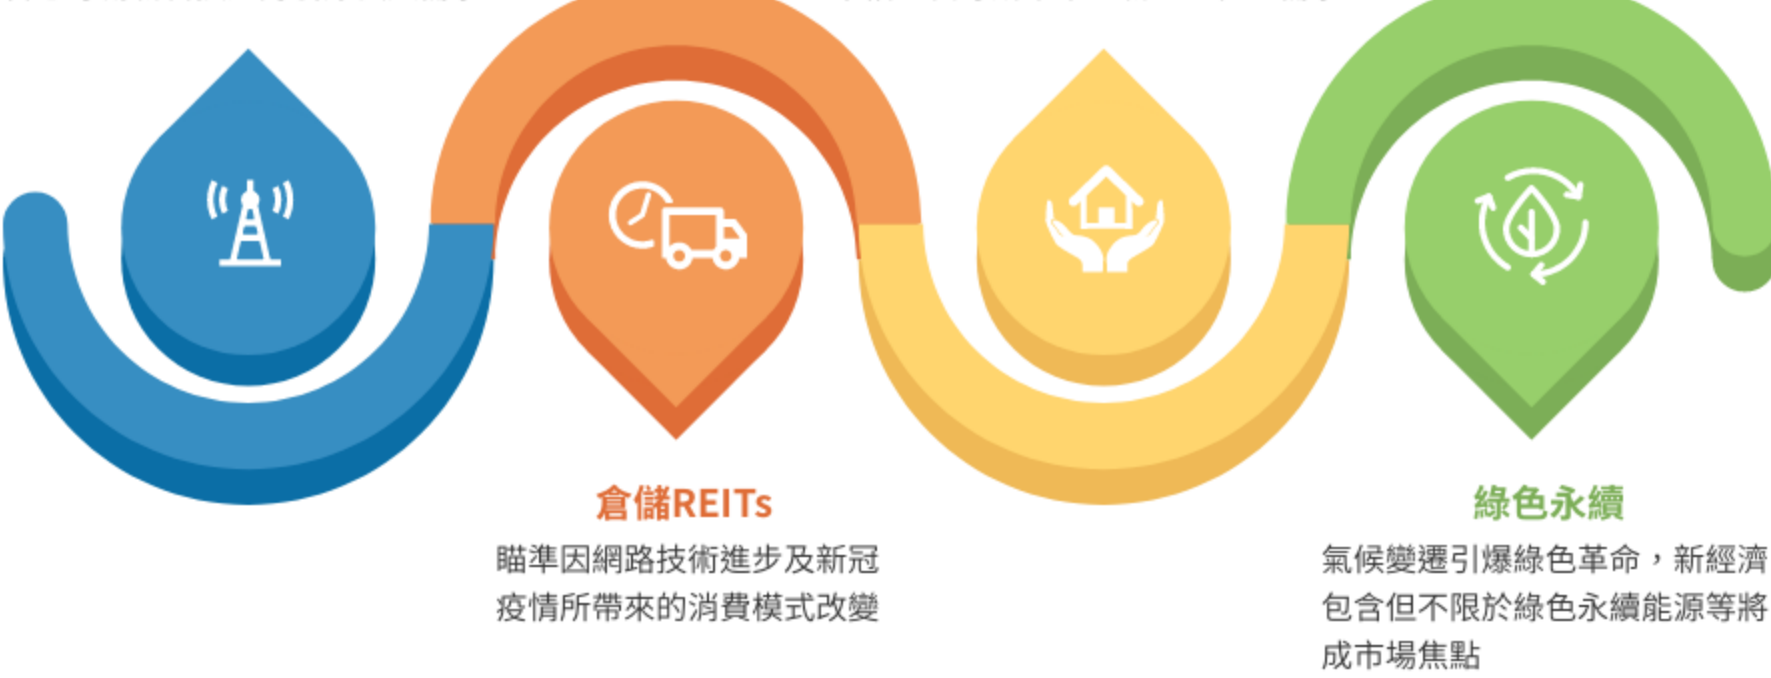 倉儲REITs
瞄準因網路技術進步及新冠
疫情所帶來的消費模式改變
綠色永續
氣候變遷引爆綠色革命，新經濟
包含但不限於綠色永續能源等將
成市場焦點